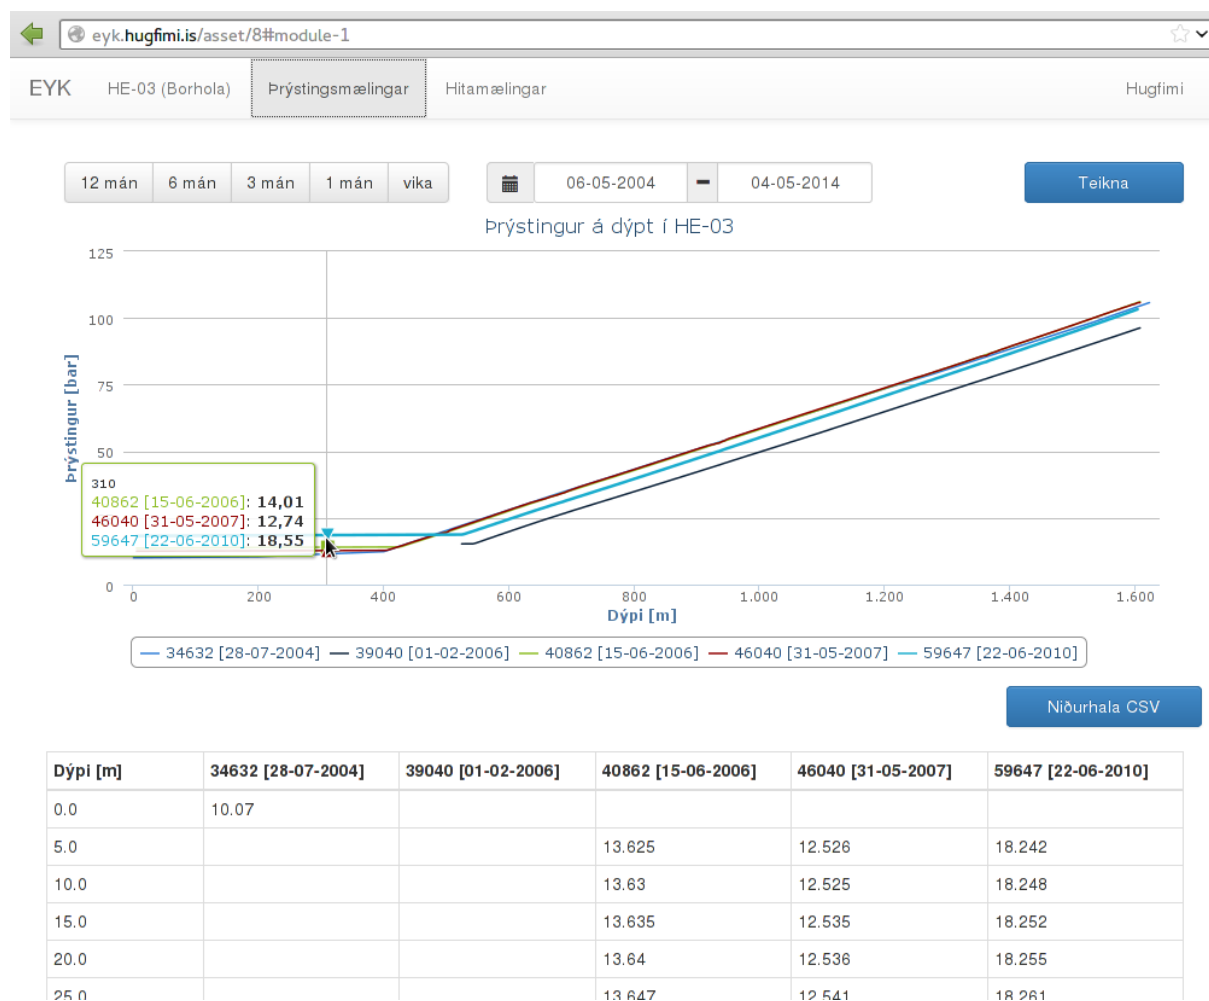 eyk.hugfimi.is/asset/8#module-1
EYK HE-03 (Borhola) Þrýstingsmælingar Hitamælingar Hugfimi
12 mán 6 mán 3 mán 1 mán vika 06-05-2004 04-05-2014 Teikna
Þrýstingur á dýpt í HE-03
125
100
75
50
0
Þrýstingur [bar]
310
40862 [15-06-2006]: 14,01
46040 [31-05-2007]: 12,74
59647 [22-06-2010]: 18,55
0 200 400 600 800 1.000 1.200 1.400 1.600
Dýpi [m]
34632 [28-07-2004] 39040 [01-02-2006] 40862 [15-06-2006] 46040 [31-05-2007] 59647 [22-06-2010]
Niðurhala CSV
Dýpi [m] 34632 [28-07-2004] 39040 [01-02-2006] 40862 [15-06-2006] 46040 [31-05-2007] 59647 [22-06-2010]
0.0 10.07
5.0 13.625 12.526 18.242
10.0 13.63 12.525 18.248
15.0 13.635 12.535 18.252
20.0 13.64 12.536 18.255
25.0 13.647 12.541 18.261